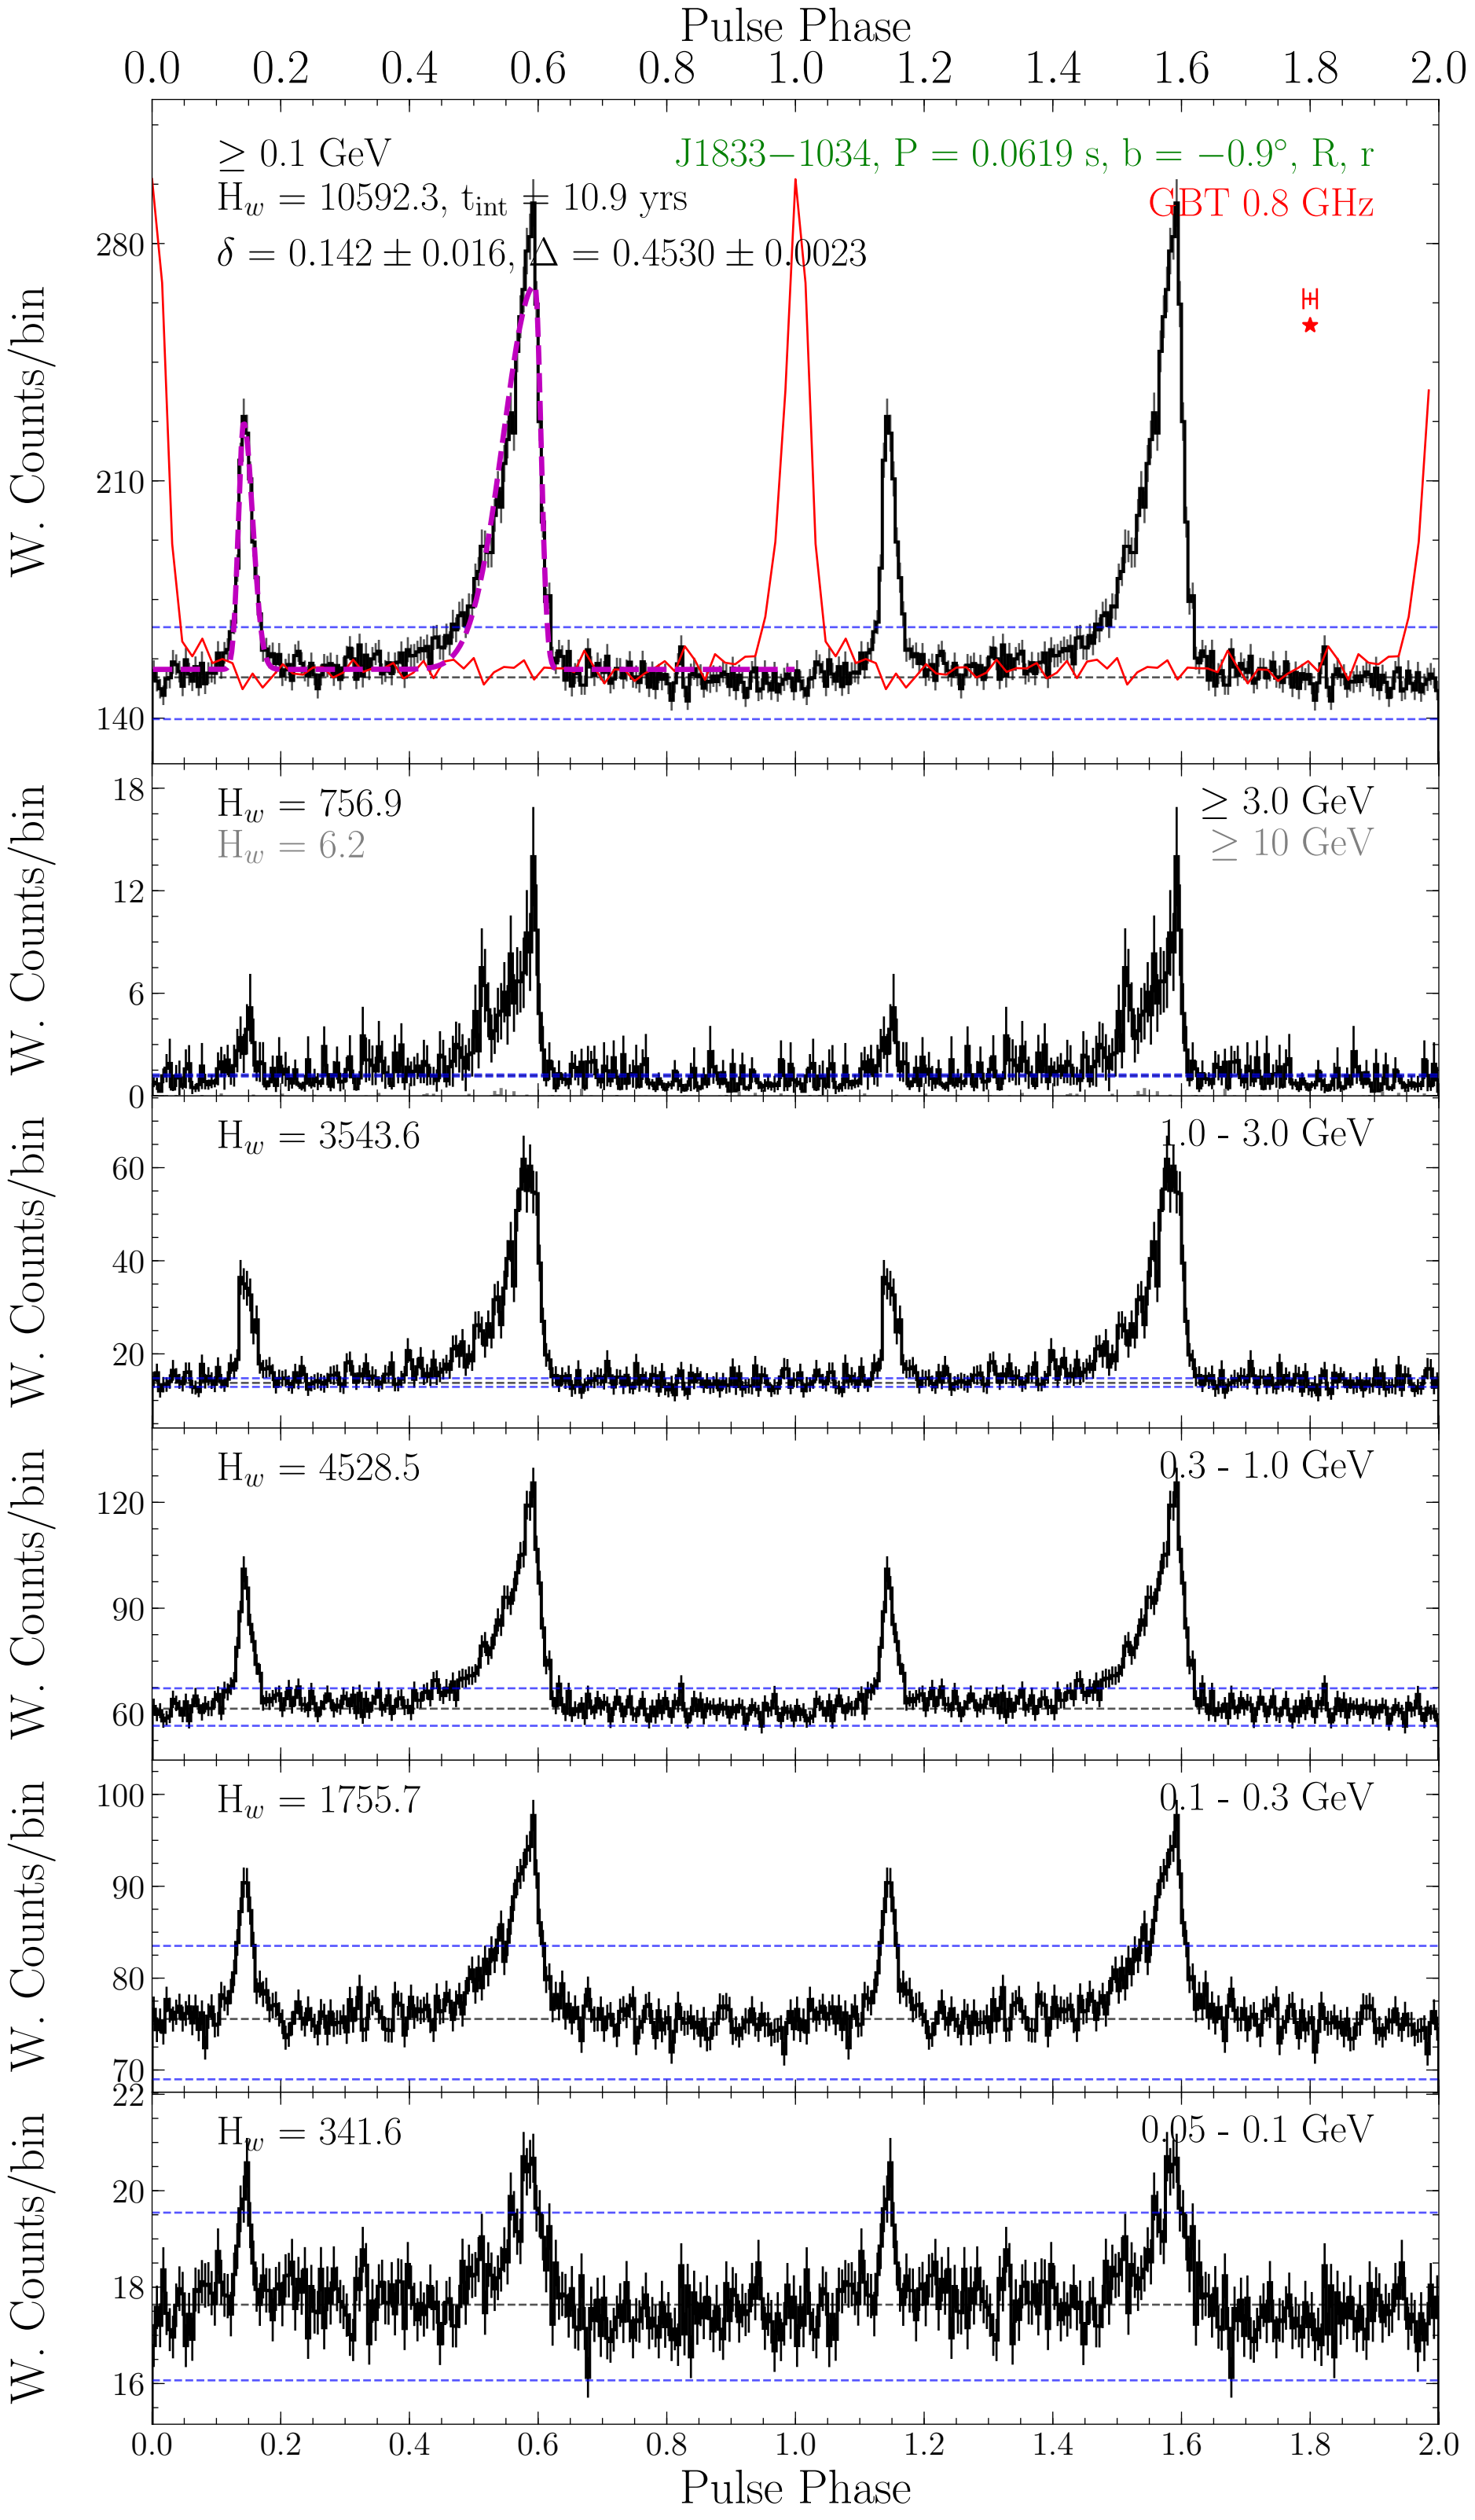 Pulse Phase
0.0 0.2 0.4 0.6 0.8 1.0 1.2 1.4 1.6 1.8 2.0
≥ 0.1 GeV
J1833−1034, P = 0.0619 s, b = −0.9°, R, r
H_w = 10592.3, t_int = 10.9 yrs
GBT 0.8 GHz
δ = 0.142 ± 0.016, Δ = 0.4530 ± 0.0023
280
210
140
W. Counts/bin
H_w = 756.9
≥ 3.0 GeV
H_w = 6.2
≥ 10 GeV
18
12
6
0
W. Counts/bin
H_w = 3543.6
1.0 - 3.0 GeV
60
40
20
W. Counts/bin
H_w = 4528.5
0.3 - 1.0 GeV
120
90
60
W. Counts/bin
H_w = 1755.7
0.1 - 0.3 GeV
100
90
80
70
W. Counts/bin
H_w = 341.6
0.05 - 0.1 GeV
22
20
18
16
W. Counts/bin
0.0 0.2 0.4 0.6 0.8 1.0 1.2 1.4 1.6 1.8 2.0
Pulse Phase